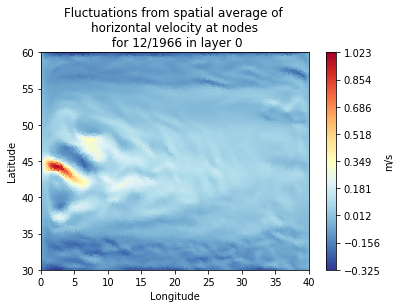 Fluctuations from spatial average of
horizontal velocity at nodes
for 12/1966 in layer 0
60
55
50
45
40
35
30
Latitude
0 5 10 15 20 25 30 35 40
Longitude
1.023
0.854
0.686
0.518
0.349
0.181
0.012
−0.156
−0.325
m/s